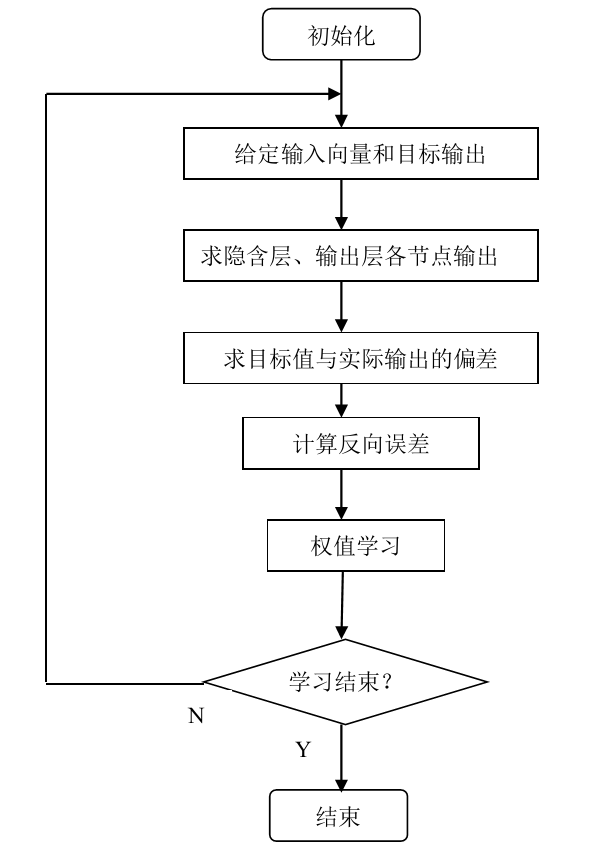 初始化
给定输入向量和目标输出
求隐含层、输出层各节点输出
求目标值与实际输出的偏差
计算反向误差
权值学习
学习结束？
N
Y
结束